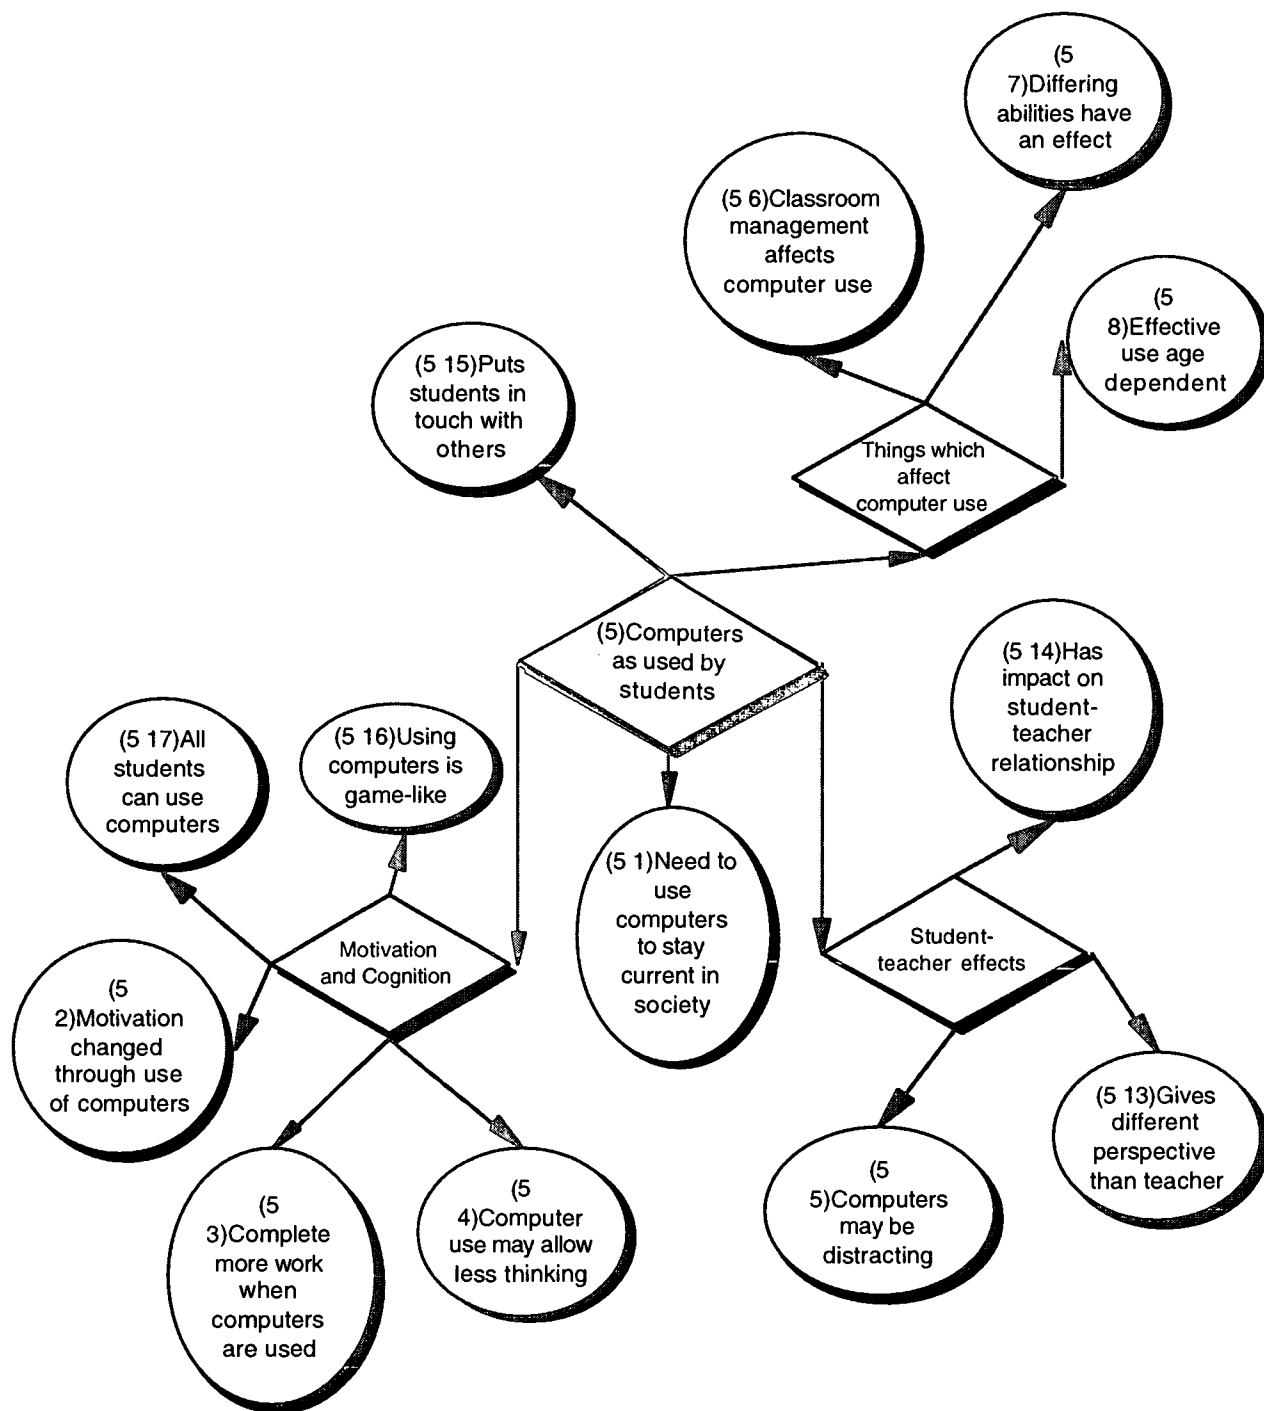 (5
7)Differing
abilities have
an effect
(5 6)Classroom
management
affects
computer use
(5
8)Effective
use age
dependent
(5 15)Puts
students in
touch with
others
Things which
affect
computer use
(5)Computers
as used by
students
(5 14)Has
impact on
student-
teacher
relationship
(5 17)All
students
can use
computers
(5 16)Using
computers is
game-like
(5 1)Need to
use
computers
to stay
current in
society
Motivation
and Cognition
Student-
teacher effects
(5
2)Motivation
changed
through use
of computers
(5 13)Gives
different
perspective
than teacher
(5
3)Complete
more work
when
computers
are used
(5
4)Computer
use may allow
less thinking
(5
5)Computers
may be
distracting